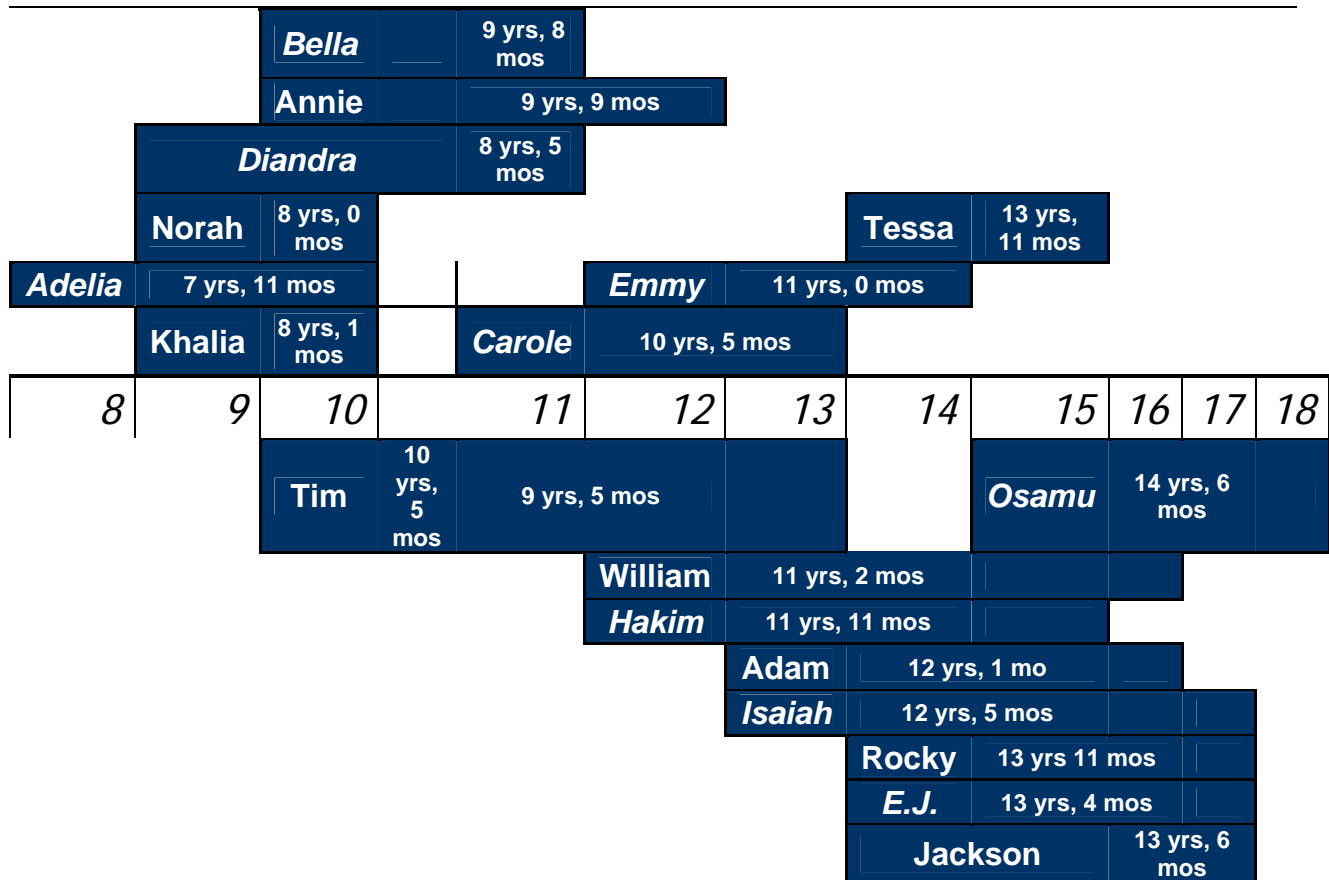 Bella
9 yrs, 8
mos
Annie
9 yrs, 9 mos
Diandra
8 yrs, 5
mos
Norah
8 yrs, 0
mos
Tessa
13 yrs,
11 mos
Adelia
7 yrs, 11 mos
Emmy
11 yrs, 0 mos
Khalia
8 yrs, 1
mos
Carole
10 yrs, 5 mos
8 9 10 11 12 13 14 15 16 17 18
Tim
10
yrs,
5
mos
9 yrs, 5 mos
Osamu
14 yrs, 6
mos
William
11 yrs, 2 mos
Hakim
11 yrs, 11 mos
Adam
12 yrs, 1 mo
Isaiah
12 yrs, 5 mos
Rocky
13 yrs 11 mos
E.J.
13 yrs, 4 mos
Jackson
13 yrs, 6
mos